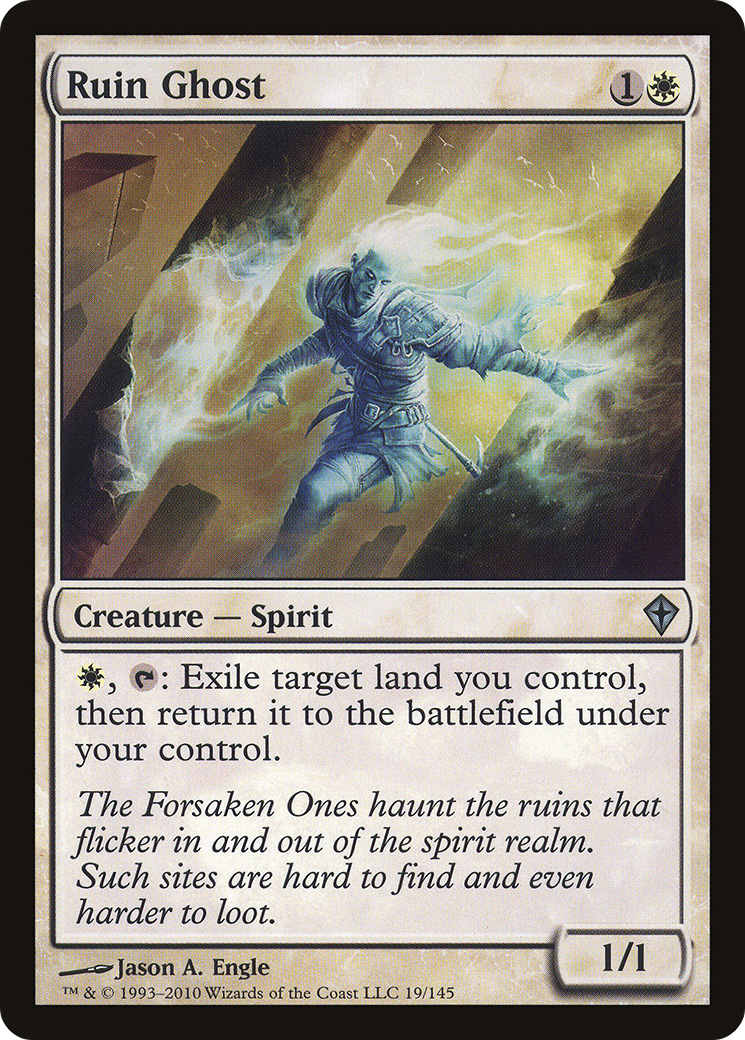 Ruin Ghost 1
Creature — Spirit
, : Exile target land you control,
then return it to the battlefield under
your control.
The Forsaken Ones haunt the ruins that
flicker in and out of the spirit realm.
Such sites are hard to find and even
harder to loot.
1/1
Jason A. Engle
™ & © 1993–2010 Wizards of the Coast LLC 19/145